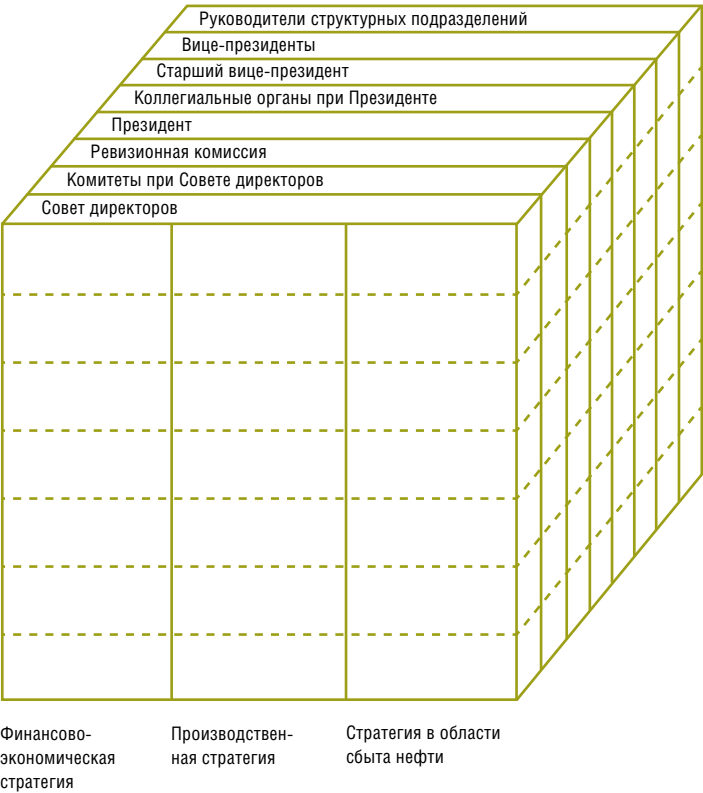 Руководители структурных подразделений
Вице-президенты
Старший вице-президент
Коллегиальные органы при Президенте
Президент
Ревизионная комиссия
Комитеты при Совете директоров
Совет директоров
Финансово-
экономическая
стратегия
Производствен-
ная стратегия
Стратегия в области
сбыта нефти